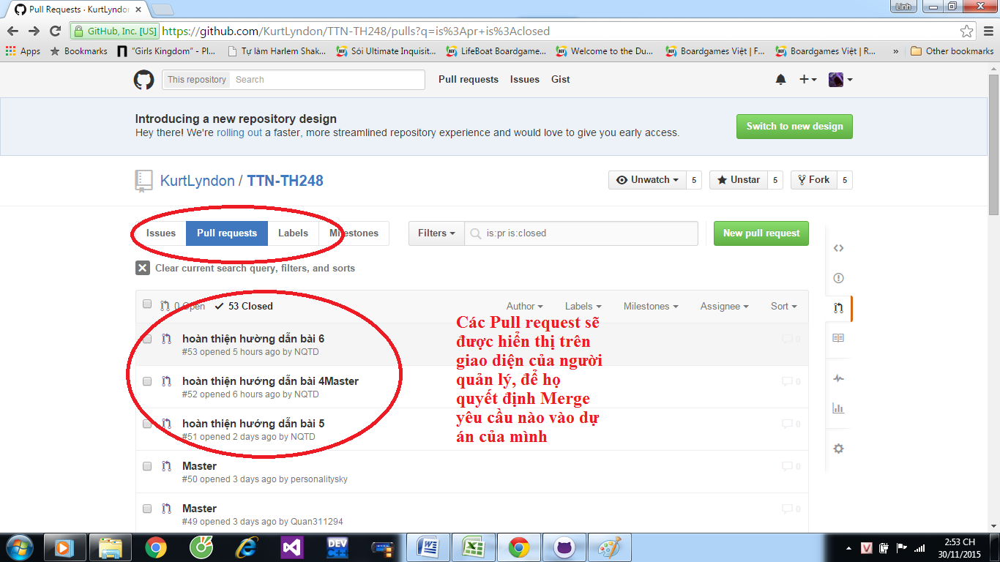 Pull Requests · KurtLyndon
Linh
GitHub, Inc. [US] https://github.com/KurtLyndon/TTN-TH248/pulls?q=is%3Apr+is%3Aclosed
Apps Bookmarks "Girls Kingdom" - Pl... Tự làm Harlem Shak... Sói Ultimate Inquisit... LifeBoat Boardgame... Welcome to the Du... Boardgames Việt | F... Boardgames Việt | R... » Other bookmarks
This repository Search Pull requests Issues Gist
Introducing a new repository design
Hey there! We're rolling out a faster, more streamlined repository experience and would love to give you early access.
Switch to new design
KurtLyndon / TTN-TH248
Unwatch 5 Unstar 5 Fork 5
Issues Pull requests Labels Milestones Filters is:pr is:closed New pull request
Clear current search query, filters, and sorts
0 Open 53 Closed Author Labels Milestones Assignee Sort
hoàn thiện hường dẫn bài 6
#53 opened 5 hours ago by NQTD
0
hoàn thiện hướng dẫn bài 4Master
#52 opened 6 hours ago by NQTD
0
hoàn thiện hướng dẫn bài 5
#51 opened 2 days ago by NQTD
0
Master
#50 opened 3 days ago by personalitysky
0
Master
#49 opened 3 days ago by Quan311294
0
Các Pull request sẽ
được hiển thị trên
giao diện của người
quản lý, để họ
quyết định Merge
yêu cầu nào vào dự
án của mình
DEV
C++
V
2:53 CH
30/11/2015